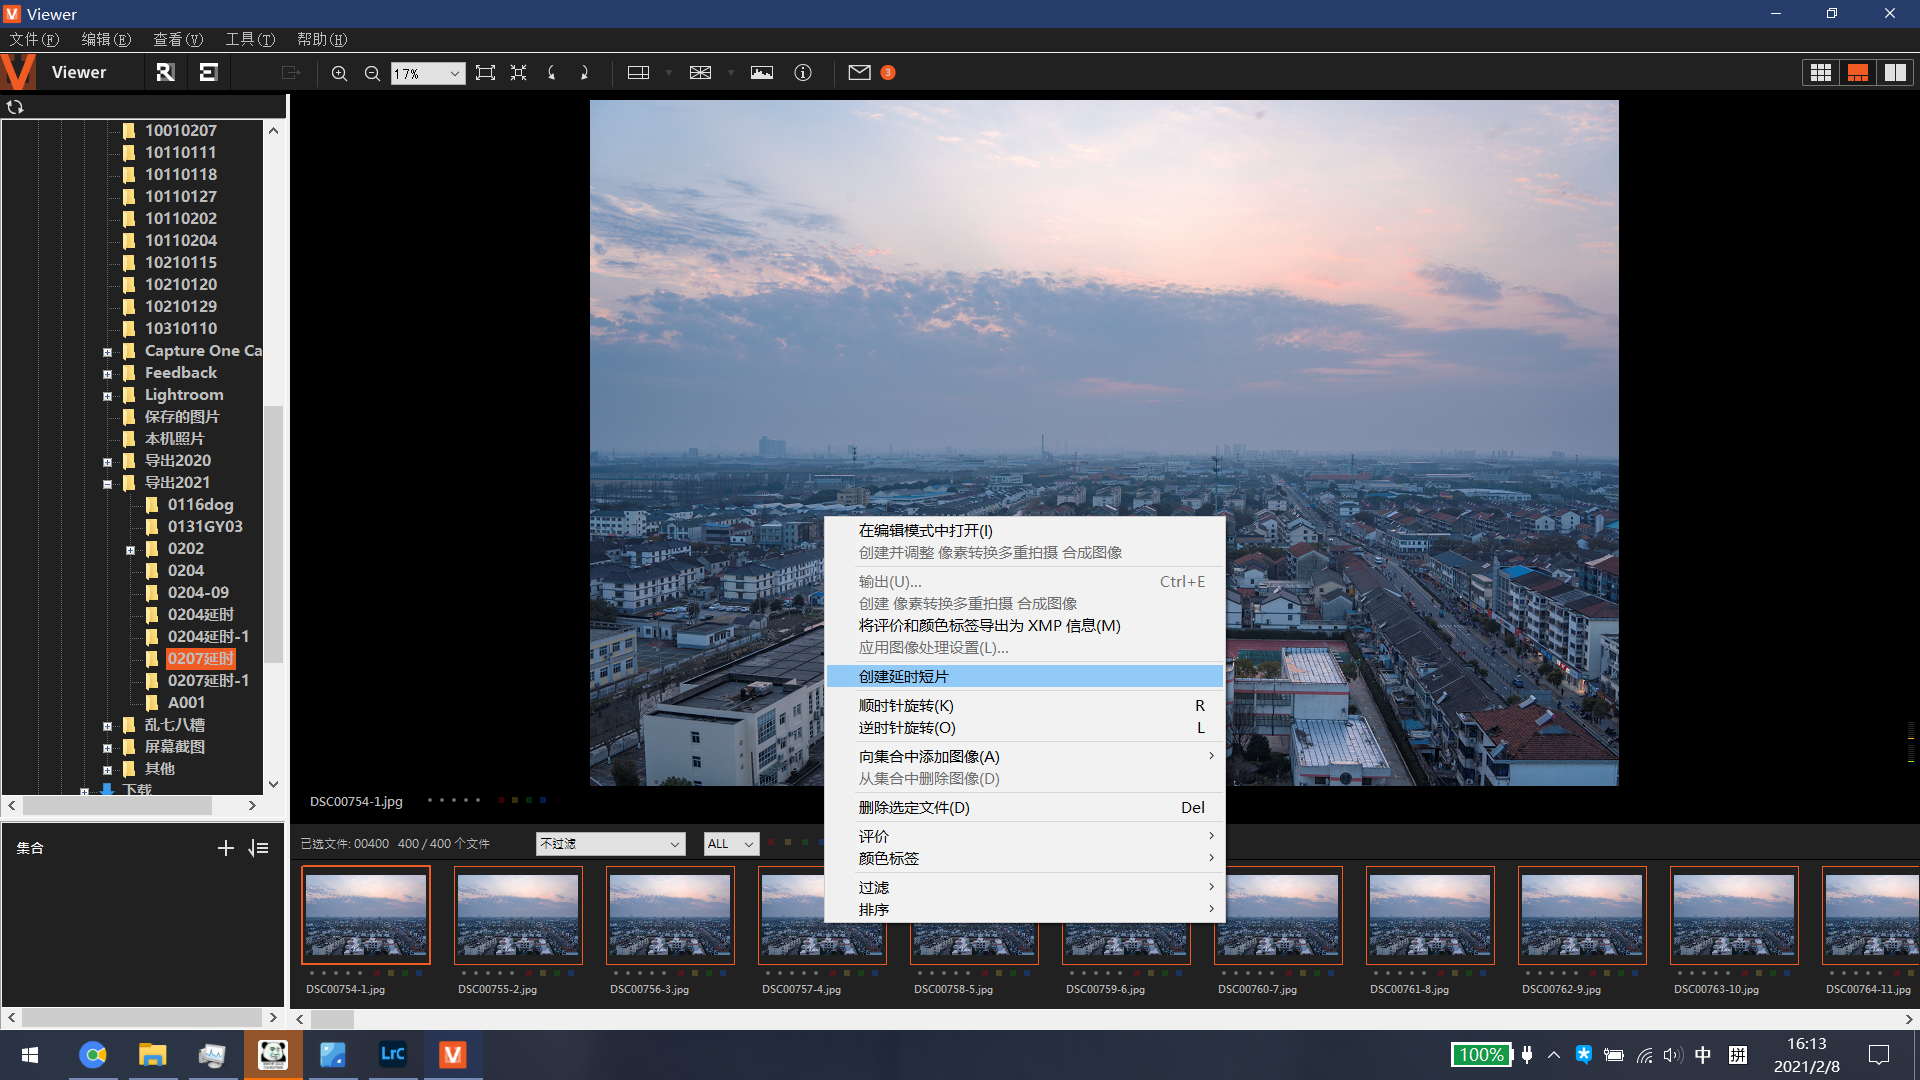 Viewer
文件(F) 编辑(E) 查看(V) 工具(T) 帮助(H)
Viewer
R E
17%
3
10010207
10110111
10110118
10110127
10110202
10110204
10210115
10210120
10210129
10310110
Capture One Ca
Feedback
Lightroom
保存的图片
本机照片
导出2020
导出2021
0116dog
0131GY03
0202
0204
0204-09
0204延时
0204延时-1
0207延时
0207延时-1
A001
乱七八糟
屏幕截图
其他
下载
集合
DSC00754-1.jpg
已选文件: 00400 400 / 400 个文件
不过滤
ALL
在编辑模式中打开(I)
创建并调整 像素转换多重拍摄 合成图像
输出(U)... Ctrl+E
创建 像素转换多重拍摄 合成图像
将评价和颜色标签导出为 XMP 信息(M)
应用图像处理设置(L)...
创建延时短片
顺时针旋转(K) R
逆时针旋转(O) L
向集合中添加图像(A)
从集合中删除图像(D)
删除选定文件(D) Del
评价
颜色标签
过滤
排序
DSC00754-1.jpg
DSC00755-2.jpg
DSC00756-3.jpg
DSC00757-4.jpg
DSC00758-5.jpg
DSC00759-6.jpg
DSC00760-7.jpg
DSC00761-8.jpg
DSC00762-9.jpg
DSC00763-10.jpg
DSC00764-11.jpg
Lrc
100%
中
拼
16:13
2021/2/8